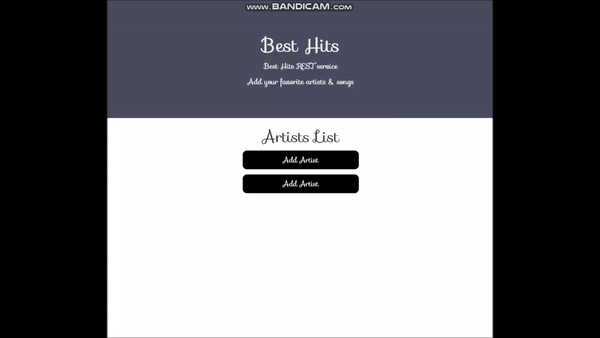 WWW.BANDICAM.COM
Best Hits
Best Hits REST service
Add your favorite artists & songs
Artists List
Add Artist
Add Artist